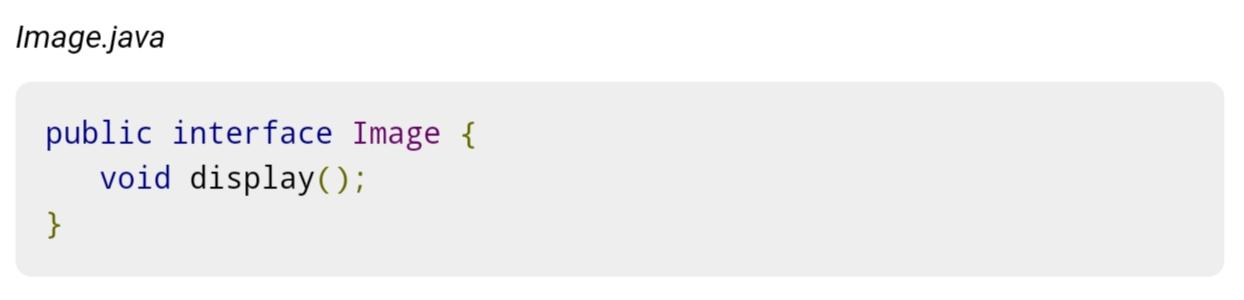 Image.java
public interface Image {
   void display();
}